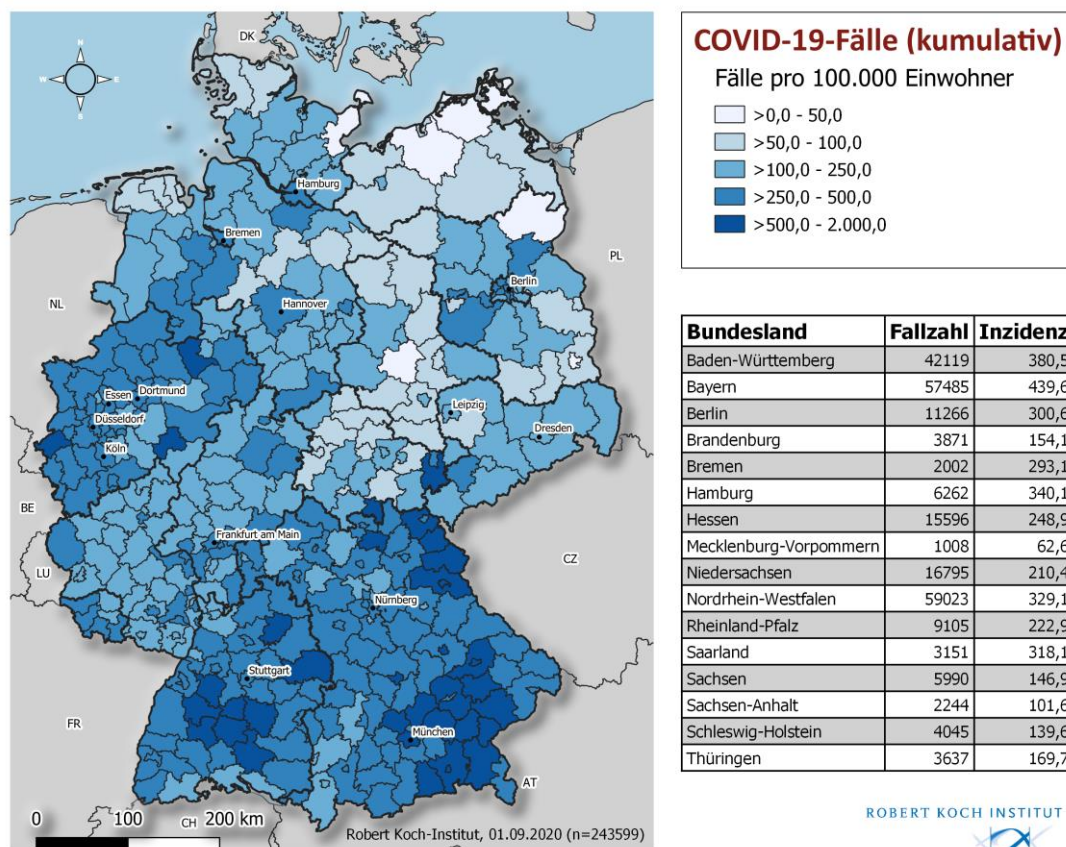 COVID-19-Fälle (kumulativ)
Fälle pro 100.000 Einwohner
>0,0 - 50,0
>50,0 - 100,0
>100,0 - 250,0
>250,0 - 500,0
>500,0 - 2.000,0
N
W E
S
DK
Hamburg
Bremen
PL
Berlin
NL
Hannover
Essen Dortmund
Düsseldorf
Leipzig
Dresden
Köln
BE
Frankfurt am Main
LU
CZ
Nürnberg
Stuttgart
FR
München
AT
CH
0 100 200 km
Robert Koch-Institut, 01.09.2020 (n=243599)
Bundesland Fallzahl Inzidenz
Baden-Württemberg 42119 380,5
Bayern 57485 439,6
Berlin 11266 300,6
Brandenburg 3871 154,1
Bremen 2002 293,1
Hamburg 6262 340,1
Hessen 15596 248,9
Mecklenburg-Vorpommern 1008 62,6
Niedersachsen 16795 210,4
Nordrhein-Westfalen 59023 329,1
Rheinland-Pfalz 9105 222,9
Saarland 3151 318,1
Sachsen 5990 146,9
Sachsen-Anhalt 2244 101,6
Schleswig-Holstein 4045 139,6
Thüringen 3637 169,7
ROBERT KOCH INSTITUT